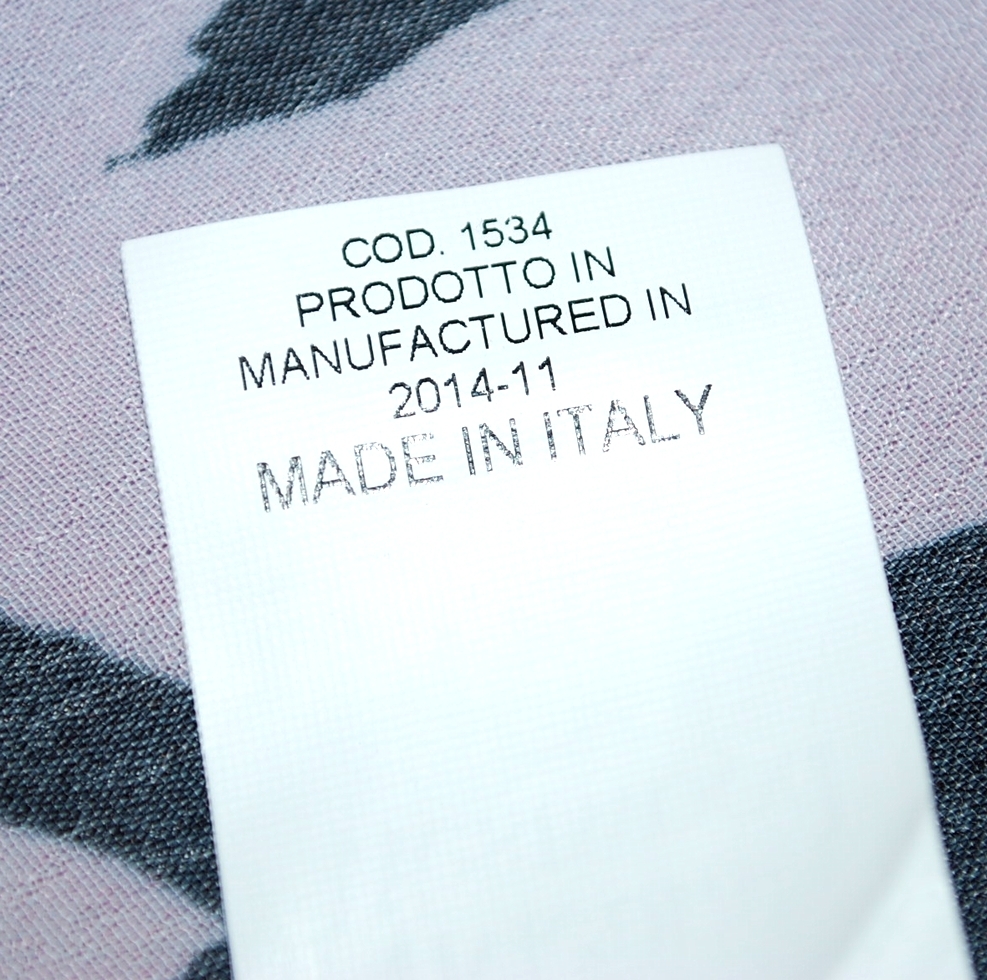 COD. 1534
PRODOTTO IN
MANUFACTURED IN
2014-11
MADE IN ITALY